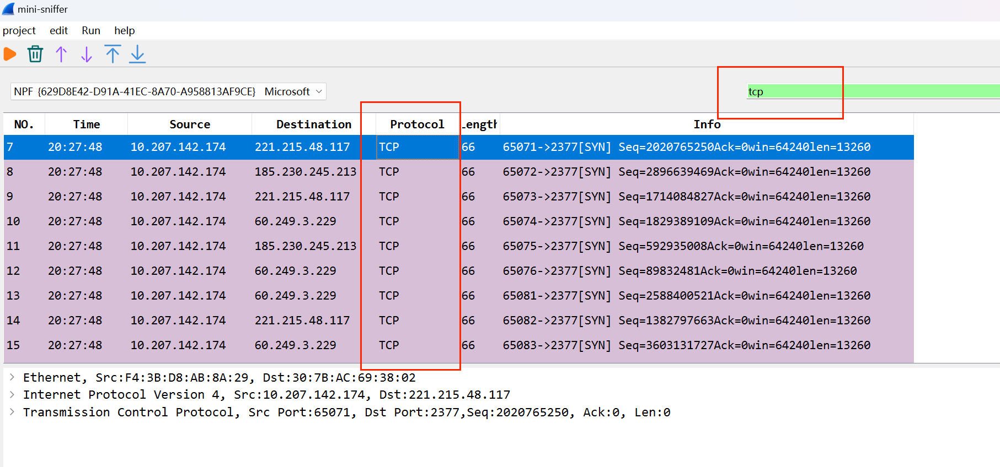 mini-sniffer
project edit Run help
NPF {629D8E42-D91A-41EC-8A70-A958813AF9CE} Microsoft
tcp
NO. Time Source Destination Protocol Length Info
7 20:27:48 10.207.142.174 221.215.48.117 TCP 66 65071->2377[SYN] Seq=2020765250Ack=0win=64240len=13260
8 20:27:48 10.207.142.174 185.230.245.213 TCP 66 65072->2377[SYN] Seq=2896639469Ack=0win=64240len=13260
9 20:27:48 10.207.142.174 221.215.48.117 TCP 66 65073->2377[SYN] Seq=1714084827Ack=0win=64240len=13260
10 20:27:48 10.207.142.174 60.249.3.229 TCP 66 65074->2377[SYN] Seq=1829389109Ack=0win=64240len=13260
11 20:27:48 10.207.142.174 185.230.245.213 TCP 66 65075->2377[SYN] Seq=592935008Ack=0win=64240len=13260
12 20:27:48 10.207.142.174 60.249.3.229 TCP 66 65076->2377[SYN] Seq=89832481Ack=0win=64240len=13260
13 20:27:48 10.207.142.174 60.249.3.229 TCP 66 65081->2377[SYN] Seq=2588400521Ack=0win=64240len=13260
14 20:27:48 10.207.142.174 221.215.48.117 TCP 66 65082->2377[SYN] Seq=1382797663Ack=0win=64240len=13260
15 20:27:48 10.207.142.174 60.249.3.229 TCP 66 65083->2377[SYN] Seq=3603131727Ack=0win=64240len=13260
Ethernet, Src:F4:3B:D8:AB:8A:29, Dst:30:7B:AC:69:38:02
Internet Protocol Version 4, Src:10.207.142.174, Dst:221.215.48.117
Transmission Control Protocol, Src Port:65071, Dst Port:2377,Seq:2020765250, Ack:0, Len:0